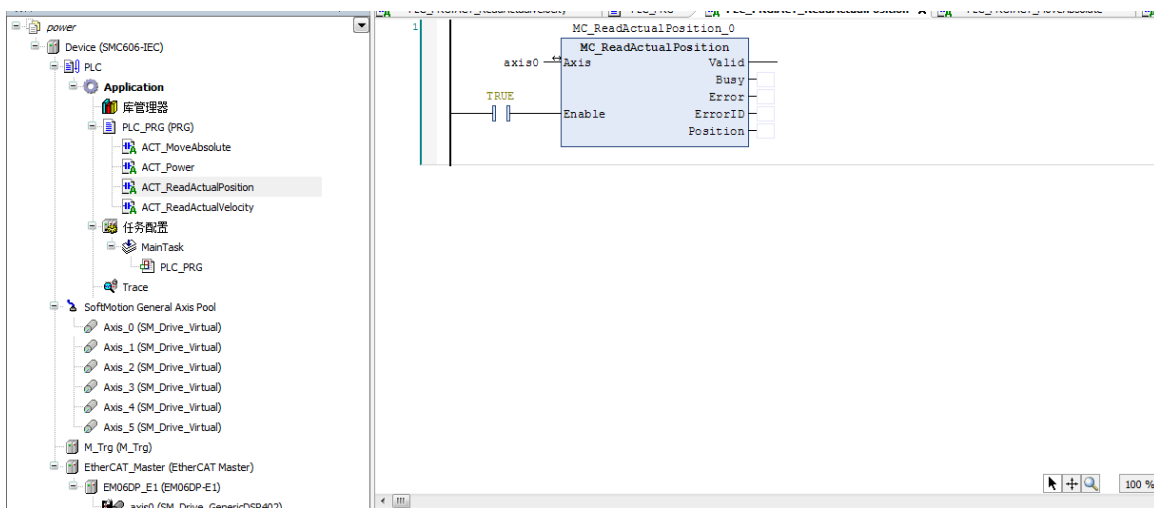 power
Device (SMC606-IEC)
PLC
Application
库管理器
PLC_PRG (PRG)
ACT_MoveAbsolute
ACT_Power
ACT_ReadActualPosition
ACT_ReadActualVelocity
任务配置
MainTask
PLC_PRG
Trace
SoftMotion General Axis Pool
Axis_0 (SM_Drive_Virtual)
Axis_1 (SM_Drive_Virtual)
Axis_2 (SM_Drive_Virtual)
Axis_3 (SM_Drive_Virtual)
Axis_4 (SM_Drive_Virtual)
Axis_5 (SM_Drive_Virtual)
M_Trg (M_Trg)
EtherCAT_Master (EtherCAT Master)
EM06DP_E1 (EM06DP-E1)
axis0 (SM_Drive_GenericDSP402)
1
MC_ReadActualPosition_0
MC_ReadActualPosition
axis0 Axis Valid
Busy
TRUE Error
Enable ErrorID
Position
100 %